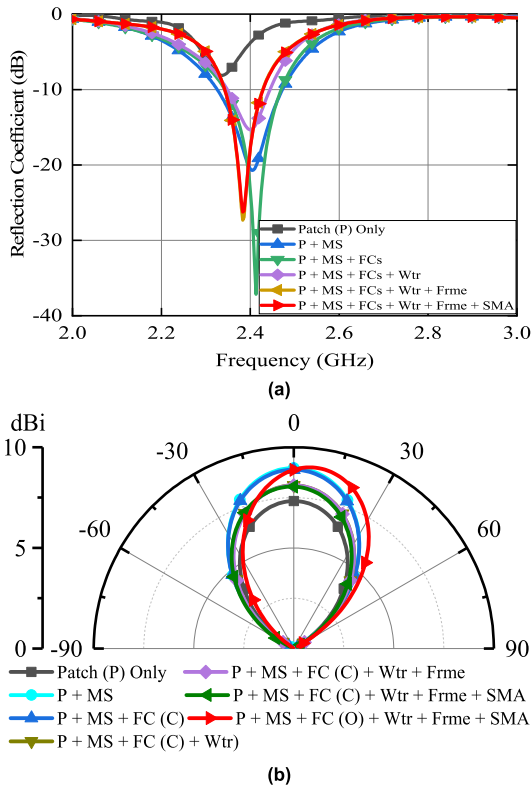 0
-10
-20
-30
-40
Reflection Coefficient (dB)
Patch (P) Only
P + MS
P + MS + FCs
P + MS + FCs + Wtr
P + MS + FCs + Wtr + Frme
P + MS + FCs + Wtr + Frme + SMA
2.0 2.2 2.4 2.6 2.8 3.0
Frequency (GHz)
(a)
dBi
10
5
0
-90
-60
-30
0
30
60
90
Patch (P) Only
P + MS
P + MS + FC (C)
P + MS + FC (C) + Wtr)
P + MS + FC (C) + Wtr + Frme
P + MS + FC (C) + Wtr + Frme + SMA
P + MS + FC (O) + Wtr + Frme + SMA
(b)